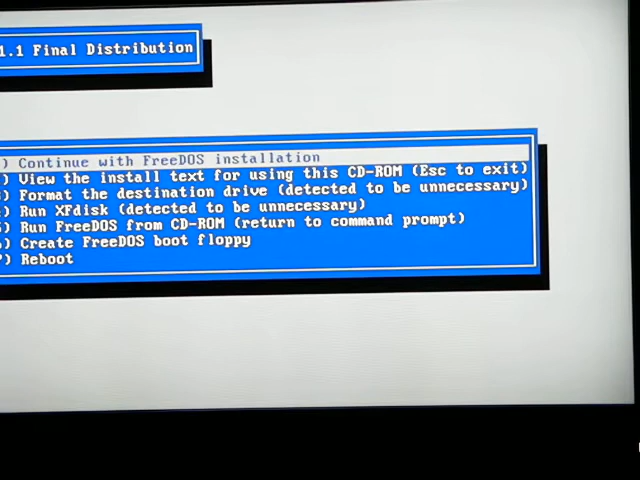 1.1 Final Distribution
) Continue with FreeDOS installation
) View the install text for using this CD-ROM (Esc to exit)
) Format the destination drive (detected to be unnecessary)
) Run XFdisk (detected to be unnecessary)
) Run FreeDOS from CD-ROM (return to command prompt)
) Create FreeDOS boot floppy
) Reboot